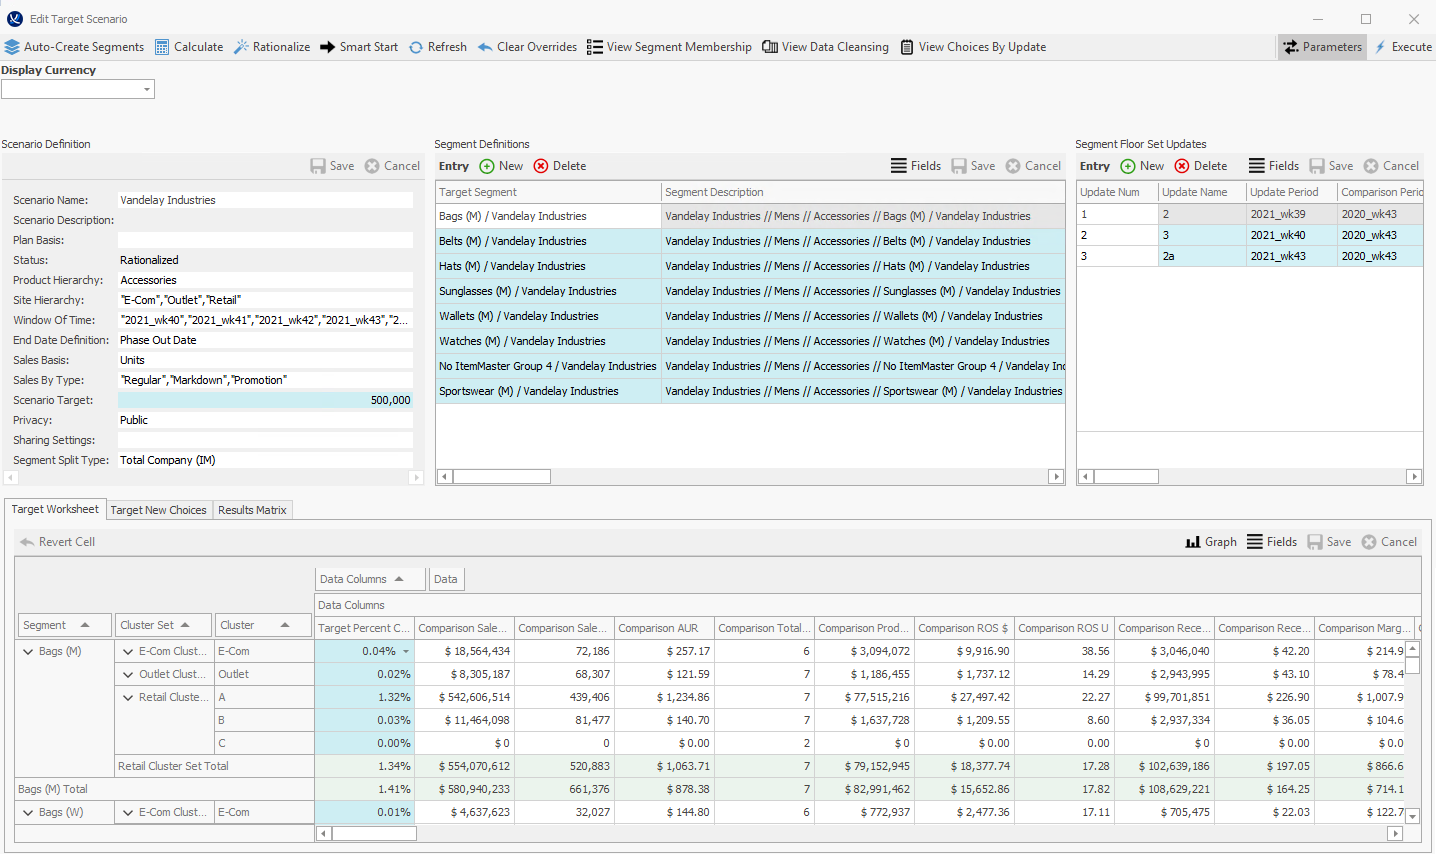 Edit Target Scenario
Auto-Create Segments Calculate Rationalize Smart Start Refresh Clear Overrides View Segment Membership View Data Cleansing View Choices By Update Parameters Execute
Display Currency
Scenario Definition
Save Cancel
Scenario Name: Vandelay Industries
Scenario Description:
Plan Basis:
Status: Rationalized
Product Hierarchy: Accessories
Site Hierarchy: "E-Com","Outlet","Retail"
Window Of Time: "2021_wk40","2021_wk41","2021_wk42","2021_wk43","2...
End Date Definition: Phase Out Date
Sales Basis: Units
Sales By Type: "Regular","Markdown","Promotion"
Scenario Target: 500,000
Privacy: Public
Sharing Settings:
Segment Split Type: Total Company (IM)
Segment Definitions
Entry New Delete Fields Save Cancel
Target Segment Segment Description
Bags (M) / Vandelay Industries Vandelay Industries // Mens // Accessories // Bags (M) / Vandelay Industries
Belts (M) / Vandelay Industries Vandelay Industries // Mens // Accessories // Belts (M) / Vandelay Industries
Hats (M) / Vandelay Industries Vandelay Industries // Mens // Accessories // Hats (M) / Vandelay Industries
Sunglasses (M) / Vandelay Industries Vandelay Industries // Mens // Accessories // Sunglasses (M) / Vandelay Industries
Wallets (M) / Vandelay Industries Vandelay Industries // Mens // Accessories // Wallets (M) / Vandelay Industries
Watches (M) / Vandelay Industries Vandelay Industries // Mens // Accessories // Watches (M) / Vandelay Industries
No ItemMaster Group 4 / Vandelay Industries Vandelay Industries // Mens // Accessories // No ItemMaster Group 4 / Vandelay Ind
Sportswear (M) / Vandelay Industries Vandelay Industries // Mens // Accessories // Sportswear (M) / Vandelay Industries
Segment Floor Set Updates
Entry New Delete Fields Save Cancel
Update Num Update Name Update Period Comparison Perio
1 2 2021_wk39 2020_wk43
2 3 2021_wk40 2020_wk43
3 2a 2021_wk43 2020_wk43
Target Worksheet Target New Choices Results Matrix
Revert Cell Graph Fields Save Cancel
Data Columns Data
Data Columns
Segment Cluster Set Cluster Target Percent C... Comparison Sale... Comparison Sale... Comparison AUR Comparison Total... Comparison Prod... Comparison ROS $ Comparison ROS U Comparison Rece... Comparison Rece... Comparison Marg...
Bags (M) E-Com Clust... E-Com 0.04% $ 18,564,434 72,186 $ 257.17 6 $ 3,094,072 $ 9,916.90 38.56 $ 3,046,040 $ 42.20 $ 214.9
Outlet Clust... Outlet 0.02% $ 8,305,187 68,307 $ 121.59 7 $ 1,186,455 $ 1,737.12 14.29 $ 2,943,995 $ 43.10 $ 78.4
Retail Cluste... A 1.32% $ 542,606,514 439,406 $ 1,234.86 7 $ 77,515,216 $ 27,497.42 22.27 $ 99,701,851 $ 226.90 $ 1,007.9
B 0.03% $ 11,464,098 81,477 $ 140.70 7 $ 1,637,728 $ 1,209.55 8.60 $ 2,937,334 $ 36.05 $ 104.6
C 0.00% $ 0 0 $ 0.00 2 $ 0 $ 0.00 0.00 $ 0 $ 0.00 $ 0.0
Retail Cluster Set Total 1.34% $ 554,070,612 520,883 $ 1,063.71 7 $ 79,152,945 $ 18,377.74 17.28 $ 102,639,186 $ 197.05 $ 866.6
Bags (M) Total 1.41% $ 580,940,233 661,376 $ 878.38 7 $ 82,991,462 $ 15,652.86 17.82 $ 108,629,221 $ 164.25 $ 714.1
Bags (W) E-Com Clust... E-Com 0.01% $ 4,637,623 32,027 $ 144.80 6 $ 772,937 $ 2,477.36 17.11 $ 705,475 $ 22.03 $ 122.7